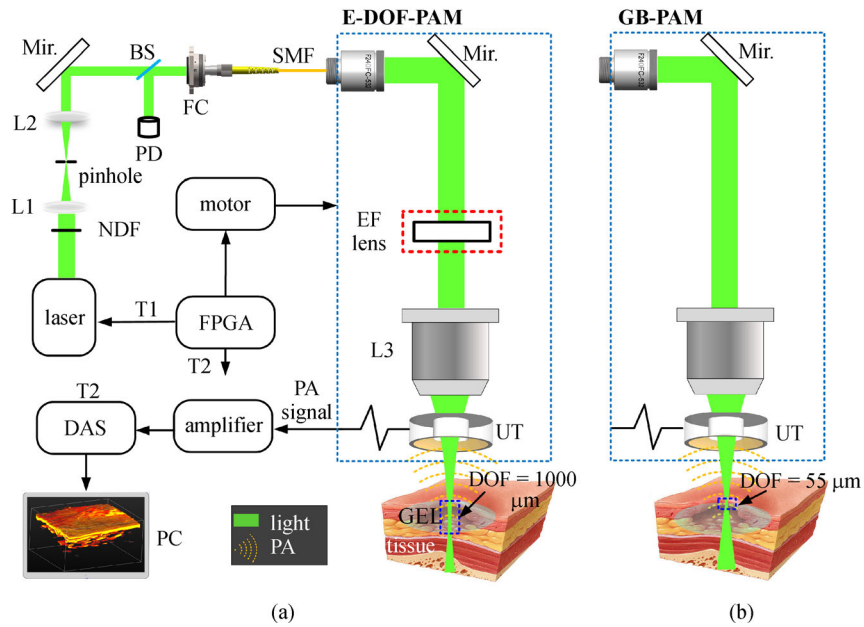 E-DOF-PAM
GB-PAM
Mir.
BS
SMF
Mir.
Mir.
FC
L2
PD
pinhole
L1
NDF
motor
EF
lens
laser
T1
FPGA
T2
L3
PA
signal
T2
DAS
amplifier
UT
UT
DOF = 1000
μm
DOF = 55 μm
GEL
tissue
PC
light
PA
(a)
(b)